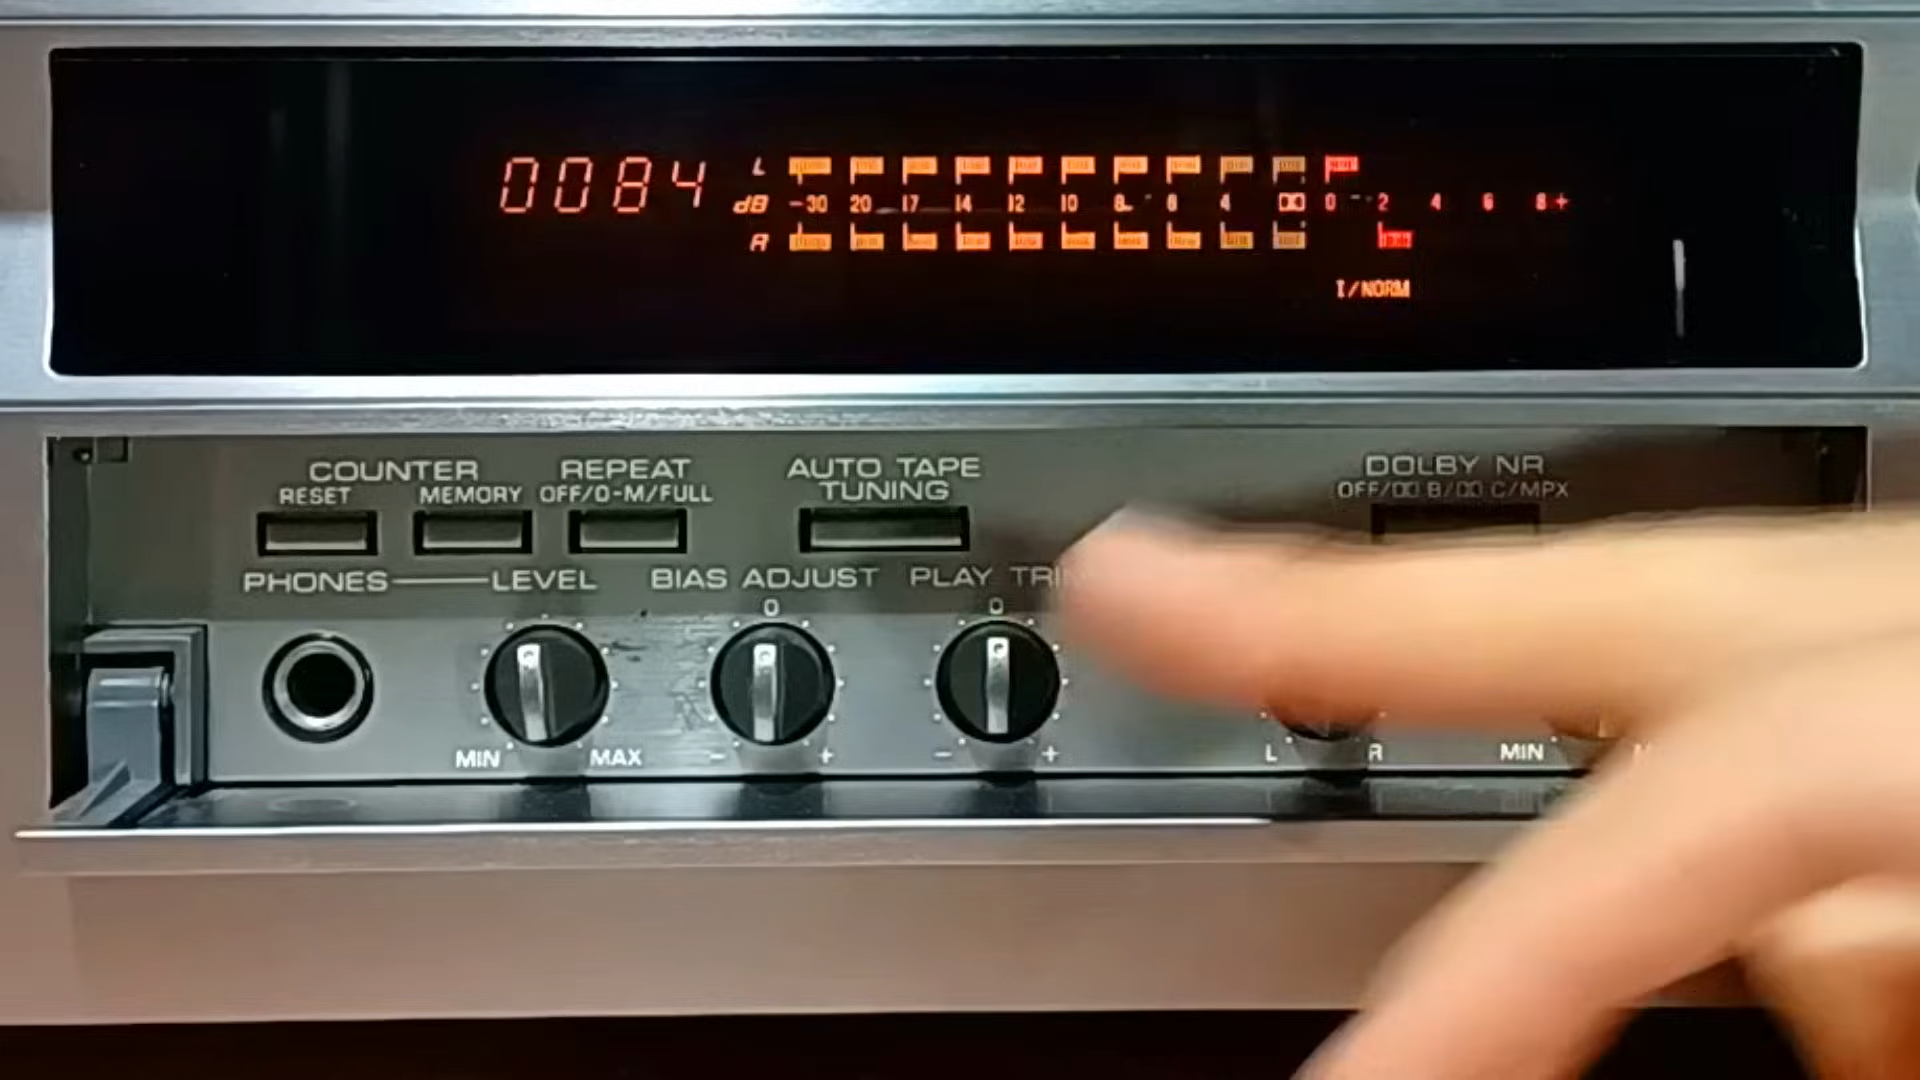 0084
L
dB -30 20 17 14 12 10 8 6 4 0 2 4 6 8+
R
I/NORM
COUNTER REPEAT AUTO TAPE DOLBY NR
RESET MEMORY OFF/O-M/FULL TUNING OFF/ B/ C/MPX
PHONES LEVEL BIAS ADJUST PLAY
0 0
MIN MAX - + - + L R MIN